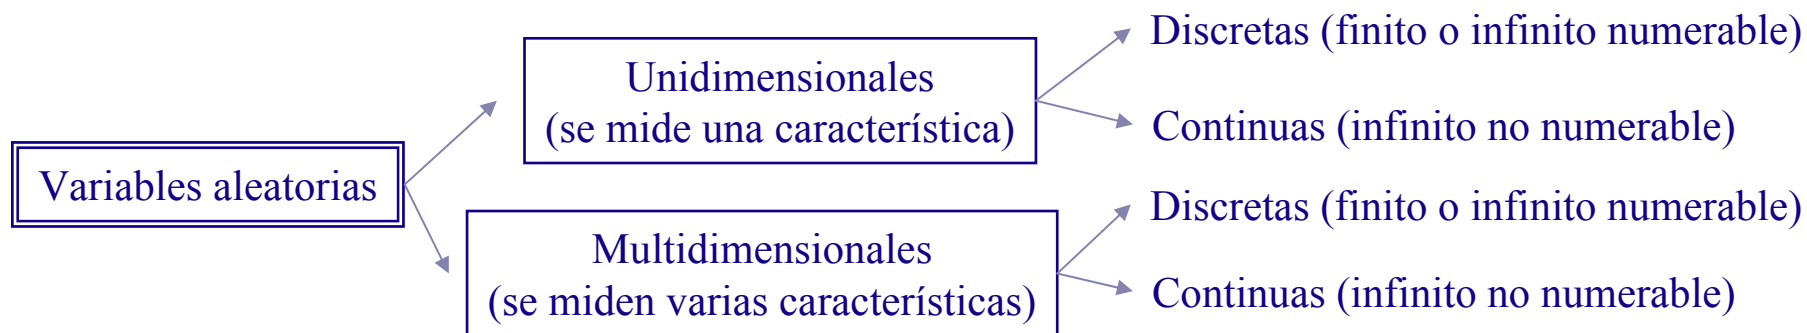 Variables aleatorias
Unidimensionales
(se mide una característica)
Discretas (finito o infinito numerable)
Continuas (infinito no numerable)
Multidimensionales
(se miden varias características)
Discretas (finito o infinito numerable)
Continuas (infinito no numerable)